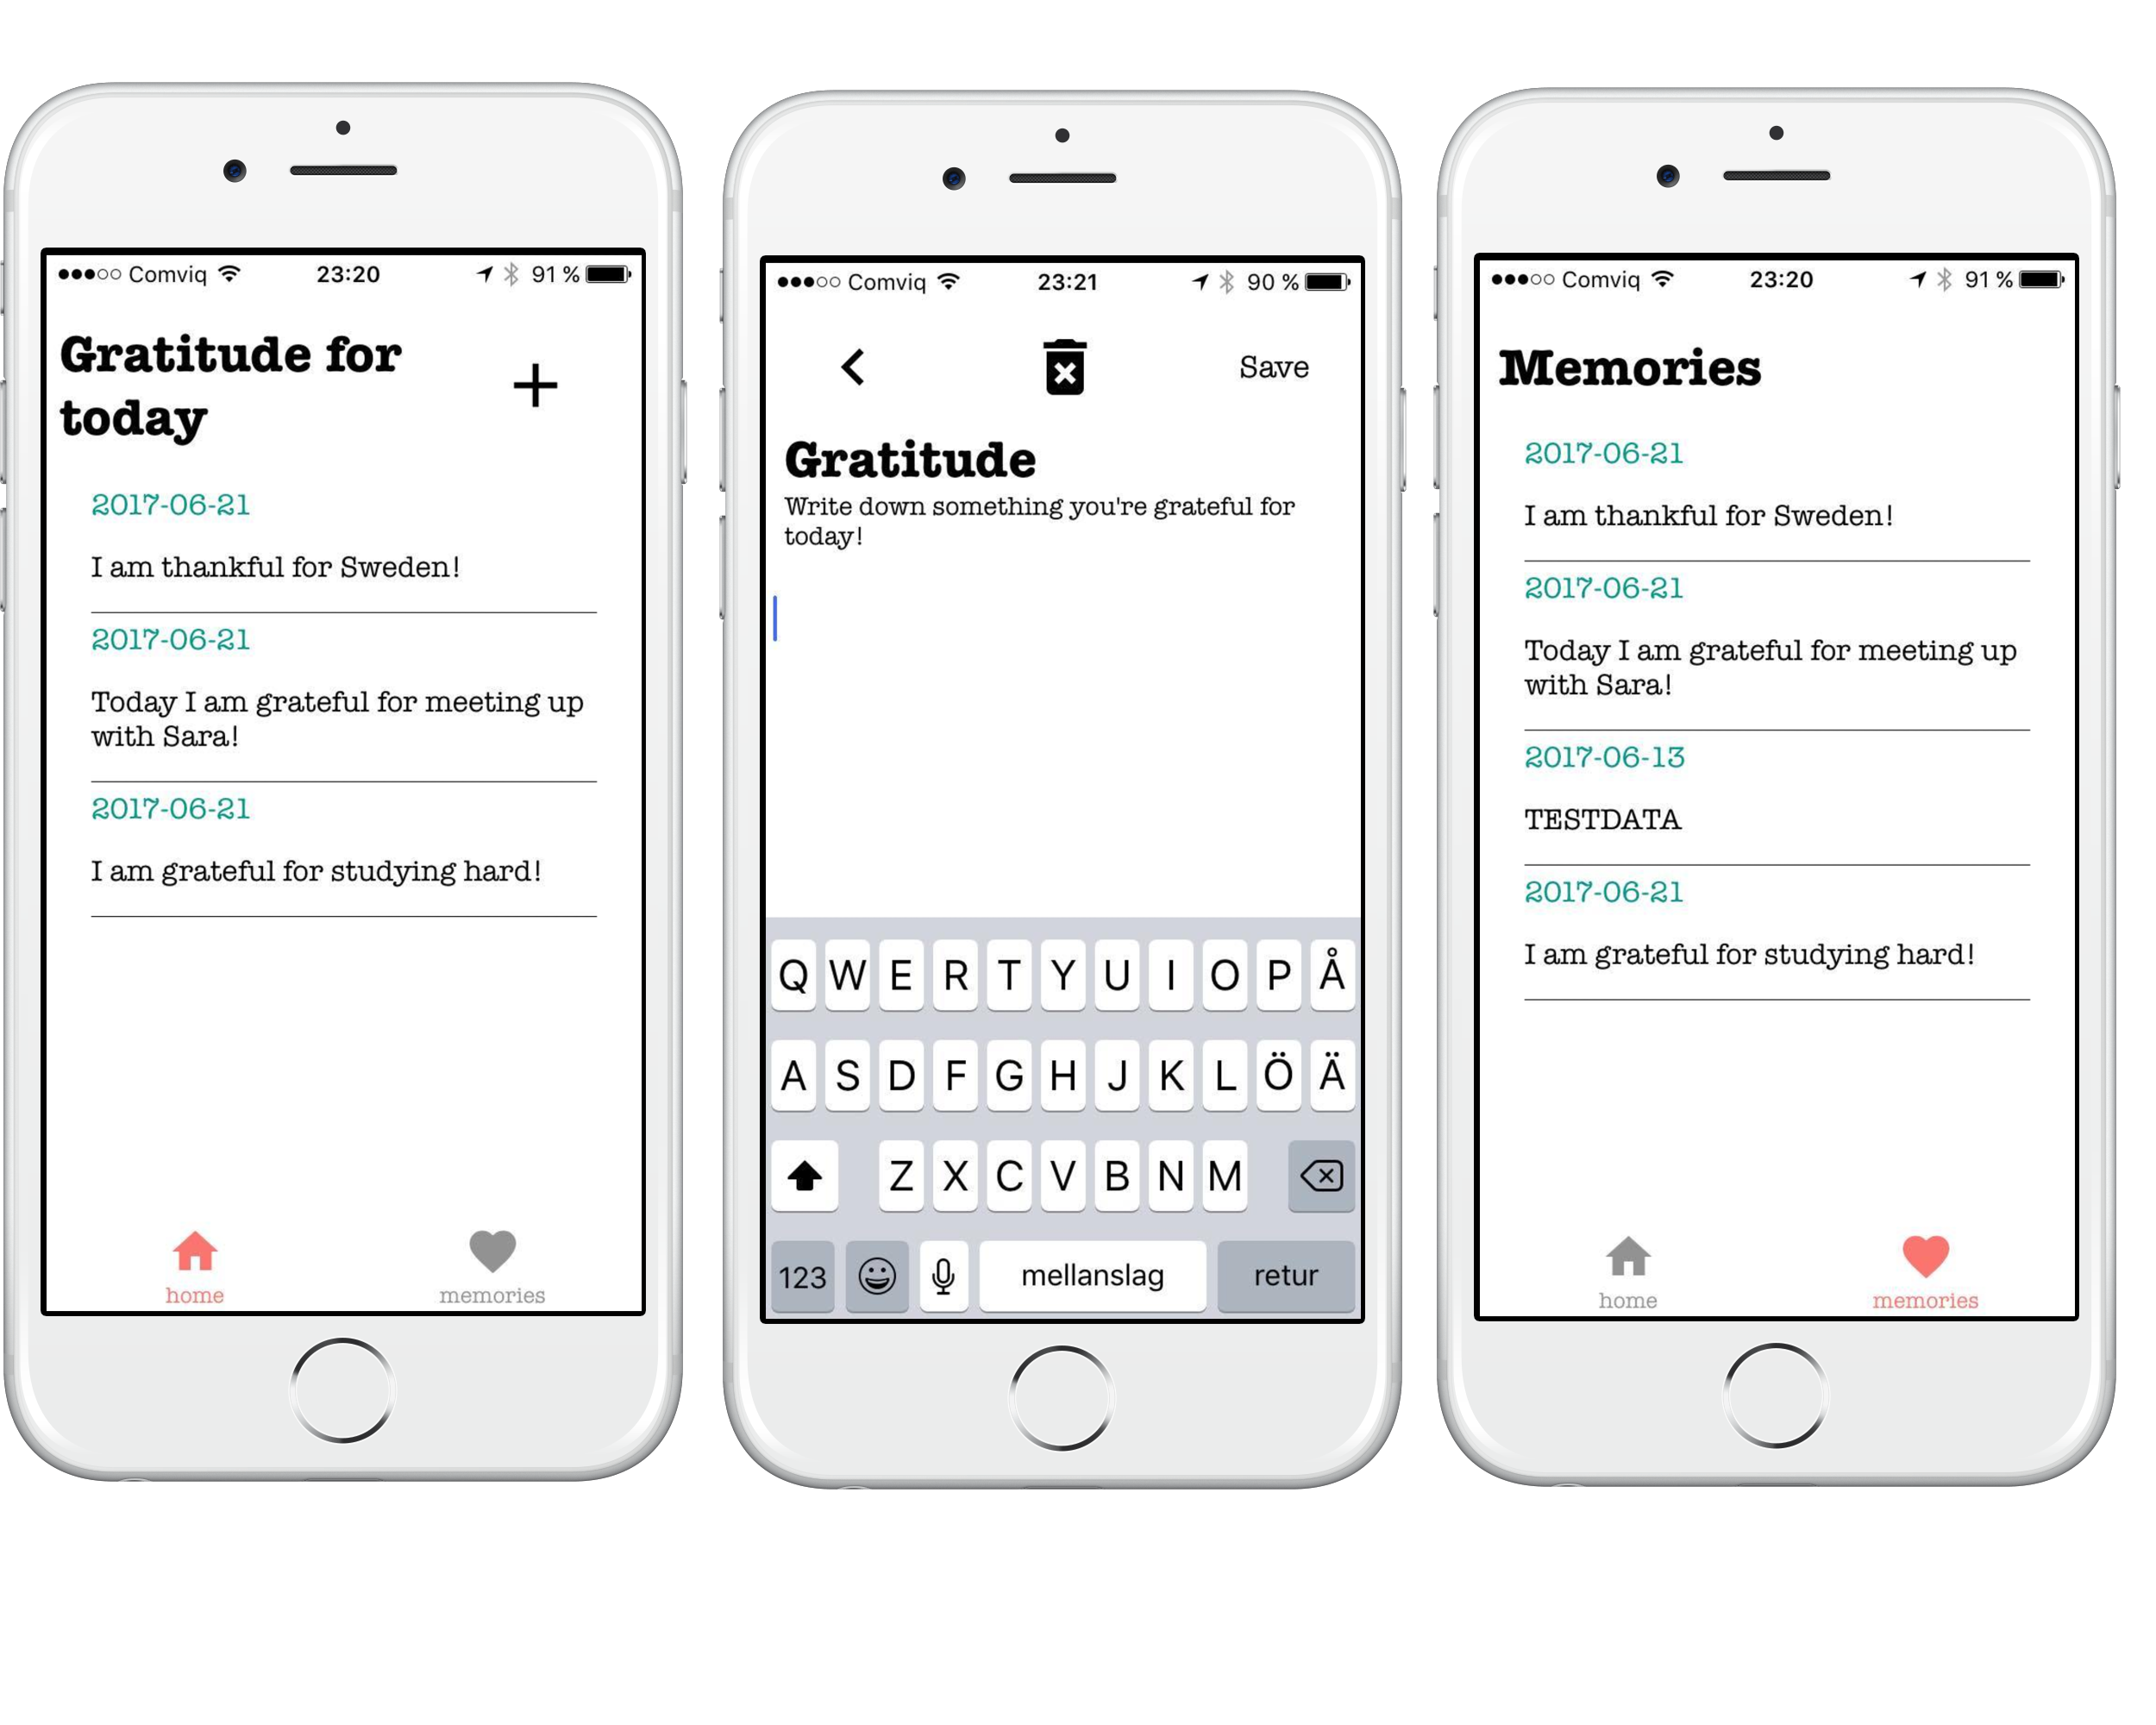 Comviq 23:20 91 %
Gratitude for
today
+
2017-06-21
I am thankful for Sweden!
2017-06-21
Today I am grateful for meeting up
with Sara!
2017-06-21
I am grateful for studying hard!
home memories
Comviq 23:21 90 %
Save
Gratitude
Write down something you're grateful for
today!
Q W E R T Y U I O P Å
A S D F G H J K L Ö Ä
Z X C V B N M
123 mellanslag retur
Comviq 23:20 91 %
Memories
2017-06-21
I am thankful for Sweden!
2017-06-21
Today I am grateful for meeting up
with Sara!
2017-06-13
TESTDATA
2017-06-21
I am grateful for studying hard!
home memories